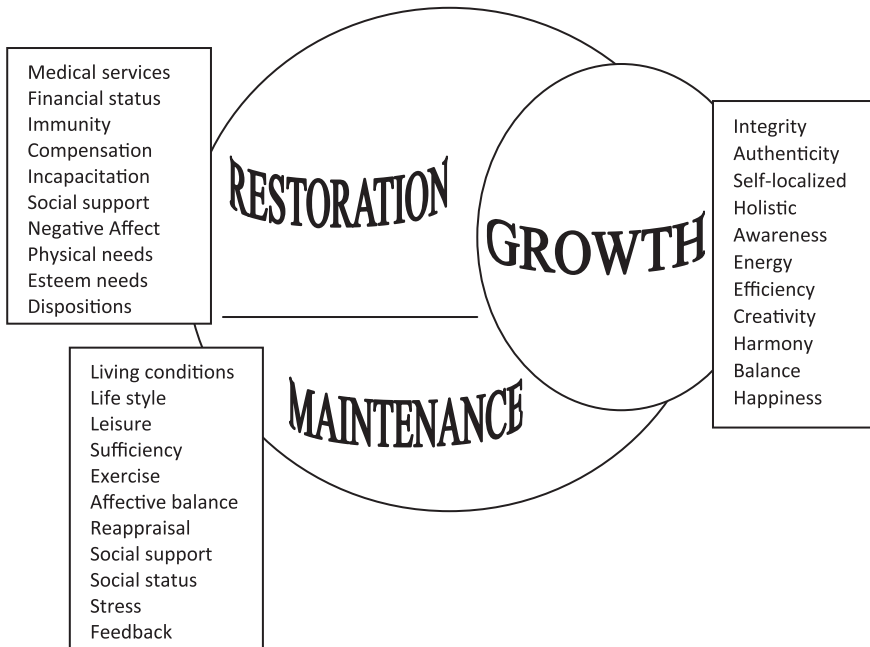 Medical services
Financial status
Immunity
Compensation
Incapacitation
Social support
Negative Affect
Physical needs
Esteem needs
Dispositions
RESTORATION
GROWTH
Integrity
Authenticity
Self-localized
Holistic
Awareness
Energy
Efficiency
Creativity
Harmony
Balance
Happiness
MAINTENANCE
Living conditions
Life style
Leisure
Sufficiency
Exercise
Affective balance
Reappraisal
Social support
Social status
Stress
Feedback